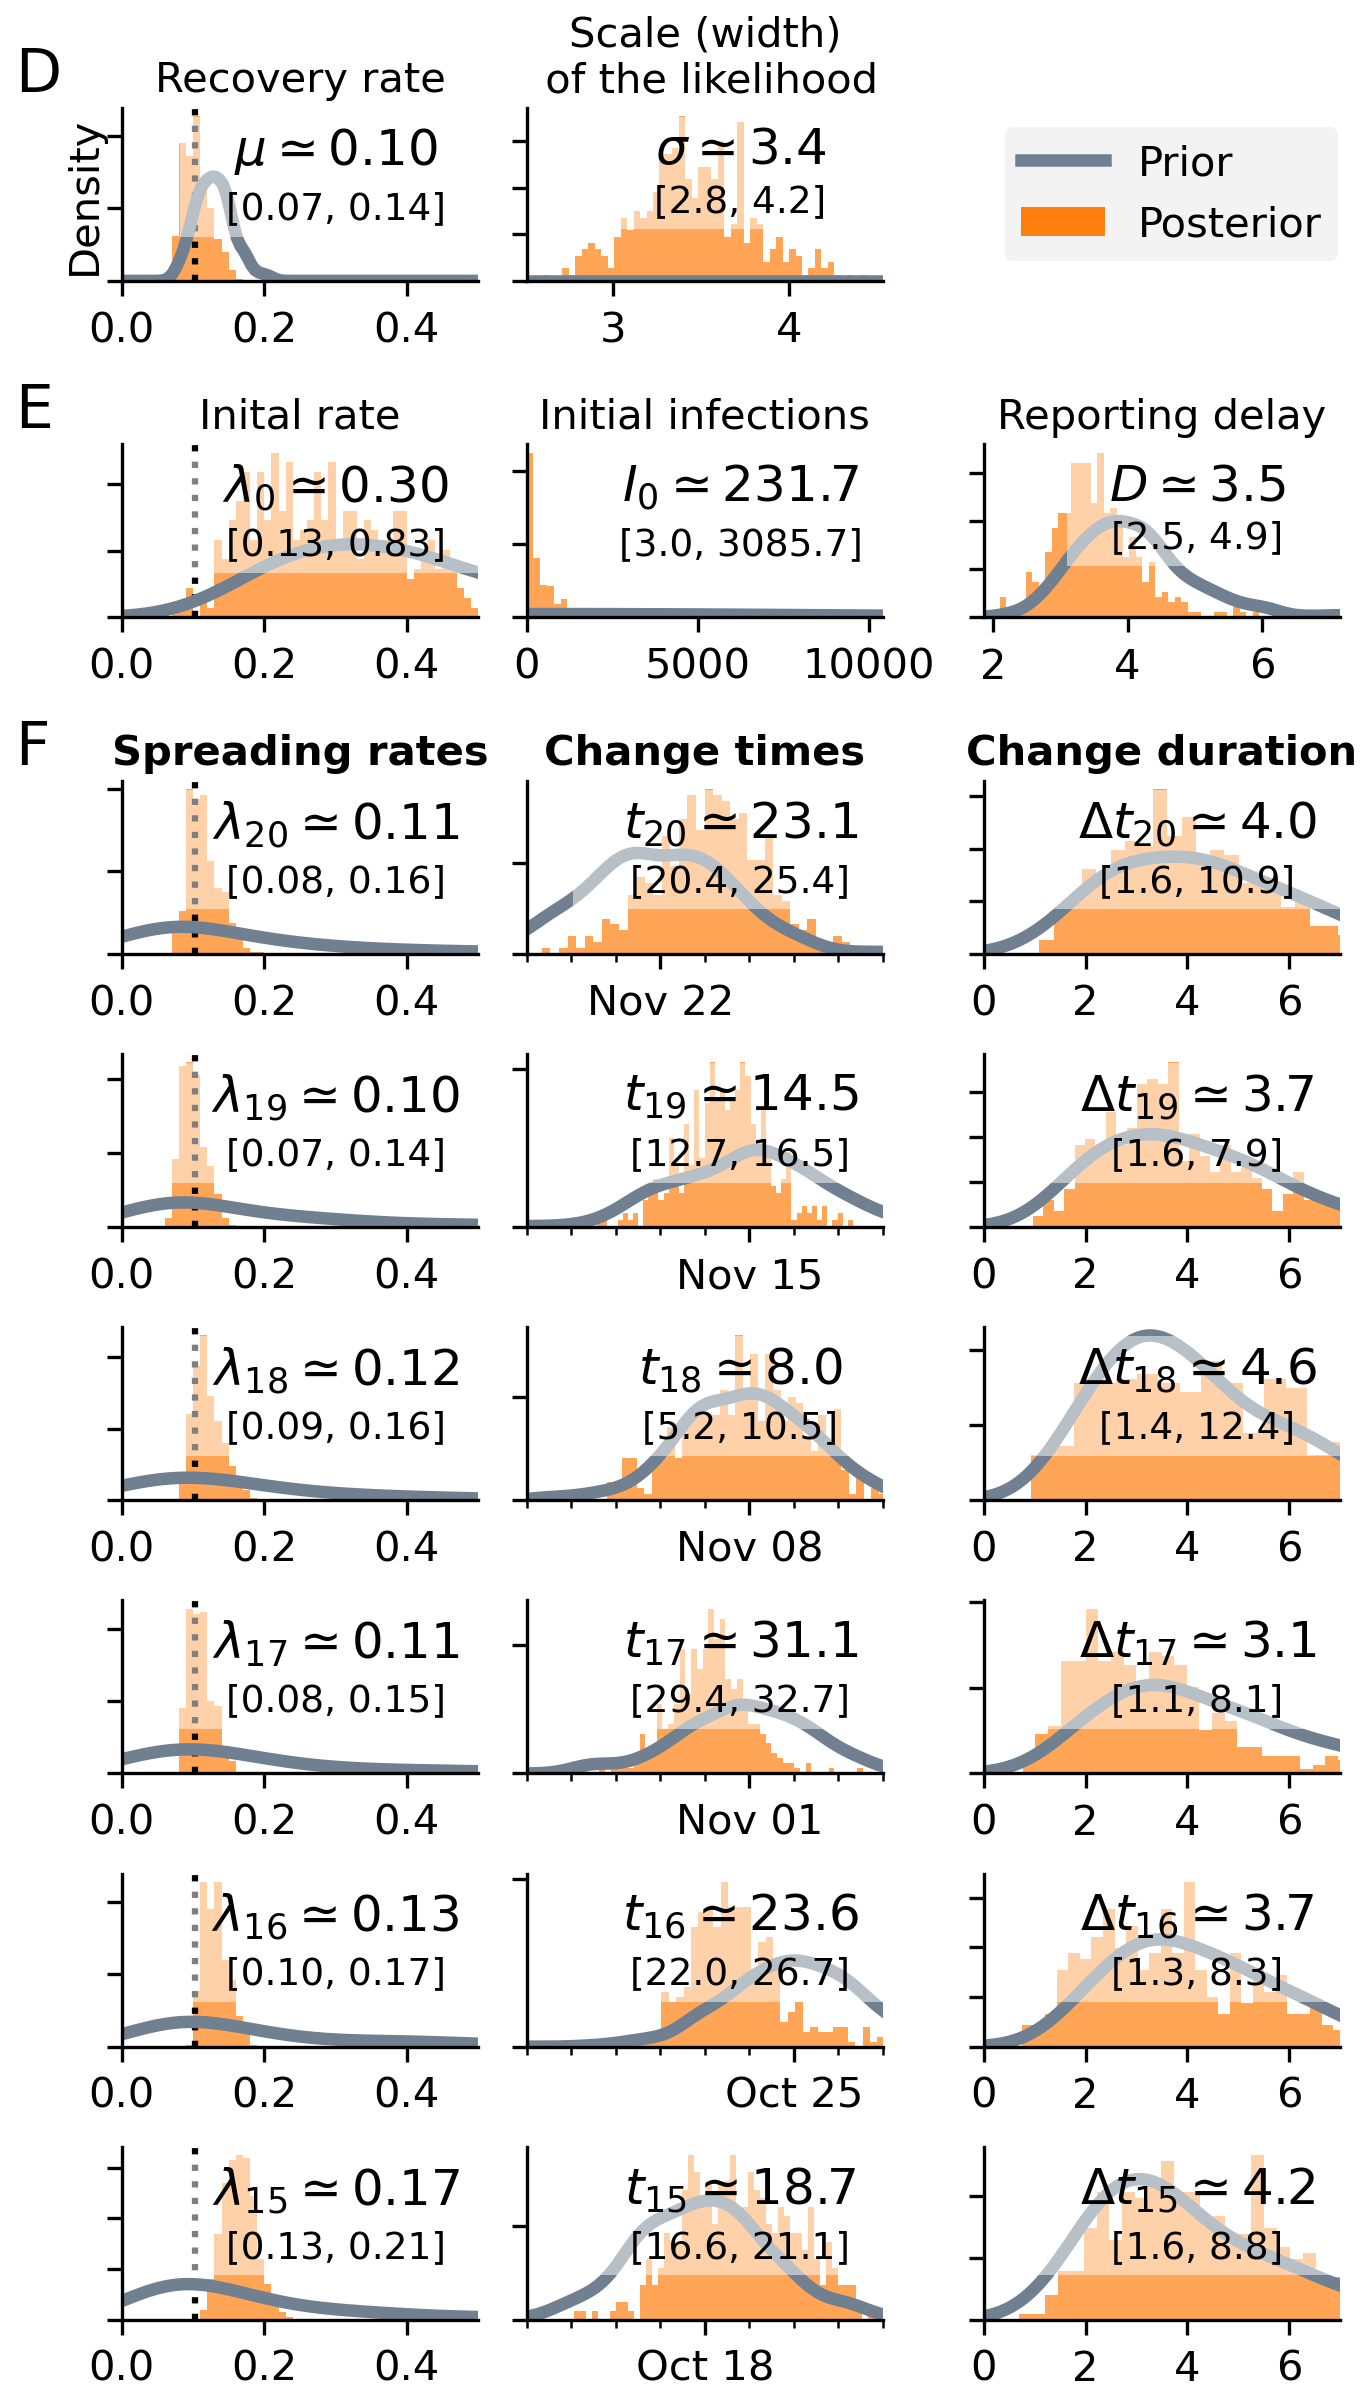 D
Recovery rate
Scale (width)
of the likelihood
Density
μ ≃ 0.10
[0.07, 0.14]
σ ≃ 3.4
[2.8, 4.2]
Prior
Posterior
0.0 0.2 0.4
3 4
E
Inital rate
Initial infections
Reporting delay
λ₀ ≃ 0.30
[0.13, 0.83]
I₀ ≃ 231.7
[3.0, 3085.7]
D ≃ 3.5
[2.5, 4.9]
0.0 0.2 0.4
0 5000 10000
2 4 6
F
Spreading rates
Change times
Change duration
λ₂₀ ≃ 0.11
[0.08, 0.16]
t₂₀ ≃ 23.1
[20.4, 25.4]
Δt₂₀ ≃ 4.0
[1.6, 10.9]
0.0 0.2 0.4
Nov 22
0 2 4 6
λ₁₉ ≃ 0.10
[0.07, 0.14]
t₁₉ ≃ 14.5
[12.7, 16.5]
Δt₁₉ ≃ 3.7
[1.6, 7.9]
0.0 0.2 0.4
Nov 15
0 2 4 6
λ₁₈ ≃ 0.12
[0.09, 0.16]
t₁₈ ≃ 8.0
[5.2, 10.5]
Δt₁₈ ≃ 4.6
[1.4, 12.4]
0.0 0.2 0.4
Nov 08
0 2 4 6
λ₁₇ ≃ 0.11
[0.08, 0.15]
t₁₇ ≃ 31.1
[29.4, 32.7]
Δt₁₇ ≃ 3.1
[1.1, 8.1]
0.0 0.2 0.4
Nov 01
0 2 4 6
λ₁₆ ≃ 0.13
[0.10, 0.17]
t₁₆ ≃ 23.6
[22.0, 26.7]
Δt₁₆ ≃ 3.7
[1.3, 8.3]
0.0 0.2 0.4
Oct 25
0 2 4 6
λ₁₅ ≃ 0.17
[0.13, 0.21]
t₁₅ ≃ 18.7
[16.6, 21.1]
Δt₁₅ ≃ 4.2
[1.6, 8.8]
0.0 0.2 0.4
Oct 18
0 2 4 6